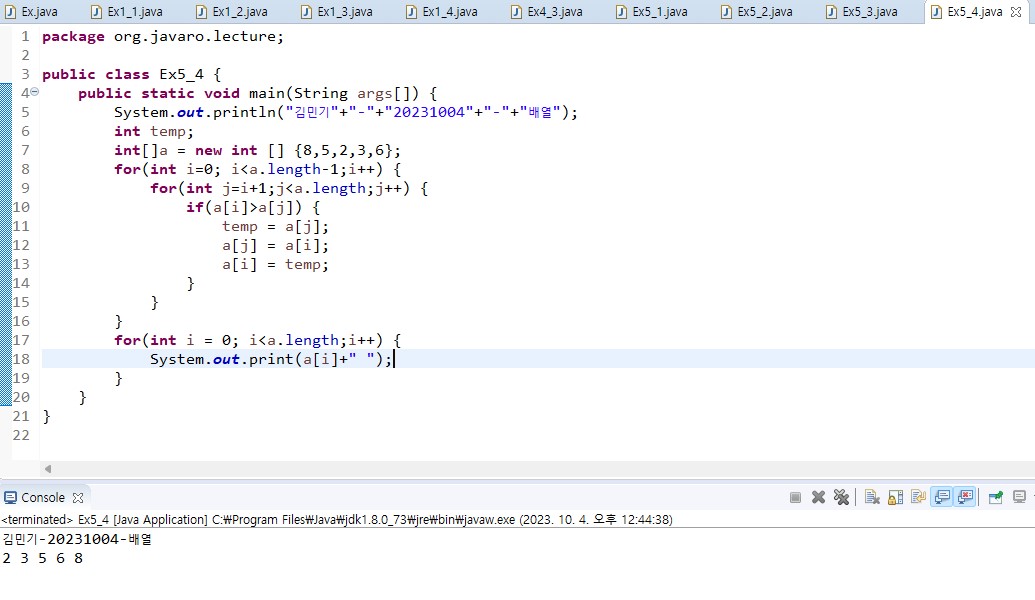 Ex.java Ex1_1.java Ex1_2.java Ex1_3.java Ex1_4.java Ex4_3.java Ex5_1.java Ex5_2.java Ex5_3.java Ex5_4.java
1 package org.javaro.lecture;
2
3 public class Ex5_4 {
4 public static void main(String args[]) {
5 System.out.println("김민기"+"-"+"20231004"+"-"+"배열");
6 int temp;
7 int[]a = new int [] {8,5,2,3,6};
8 for(int i=0; i<a.length-1;i++) {
9 for(int j=i+1;j<a.length;j++) {
10 if(a[i]>a[j]) {
11 temp = a[j];
12 a[j] = a[i];
13 a[i] = temp;
14 }
15 }
16 }
17 for(int i = 0; i<a.length;i++) {
18 System.out.print(a[i]+" ");
19 }
20 }
21 }
22
Console
<terminated> Ex5_4 [Java Application] C:₩Program Files₩Java₩jdk1.8.0_73₩jre₩bin₩javaw.exe (2023. 10. 4. 오후 12:44:38)
김민기-20231004-배열
2 3 5 6 8